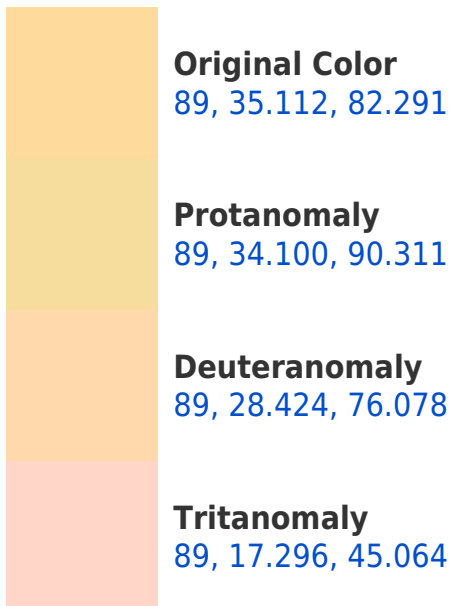 Original Color
89, 35.112, 82.291
Protanomaly
89, 34.100, 90.311
Deuteranomaly
89, 28.424, 76.078
Tritanomaly
89, 17.296, 45.064